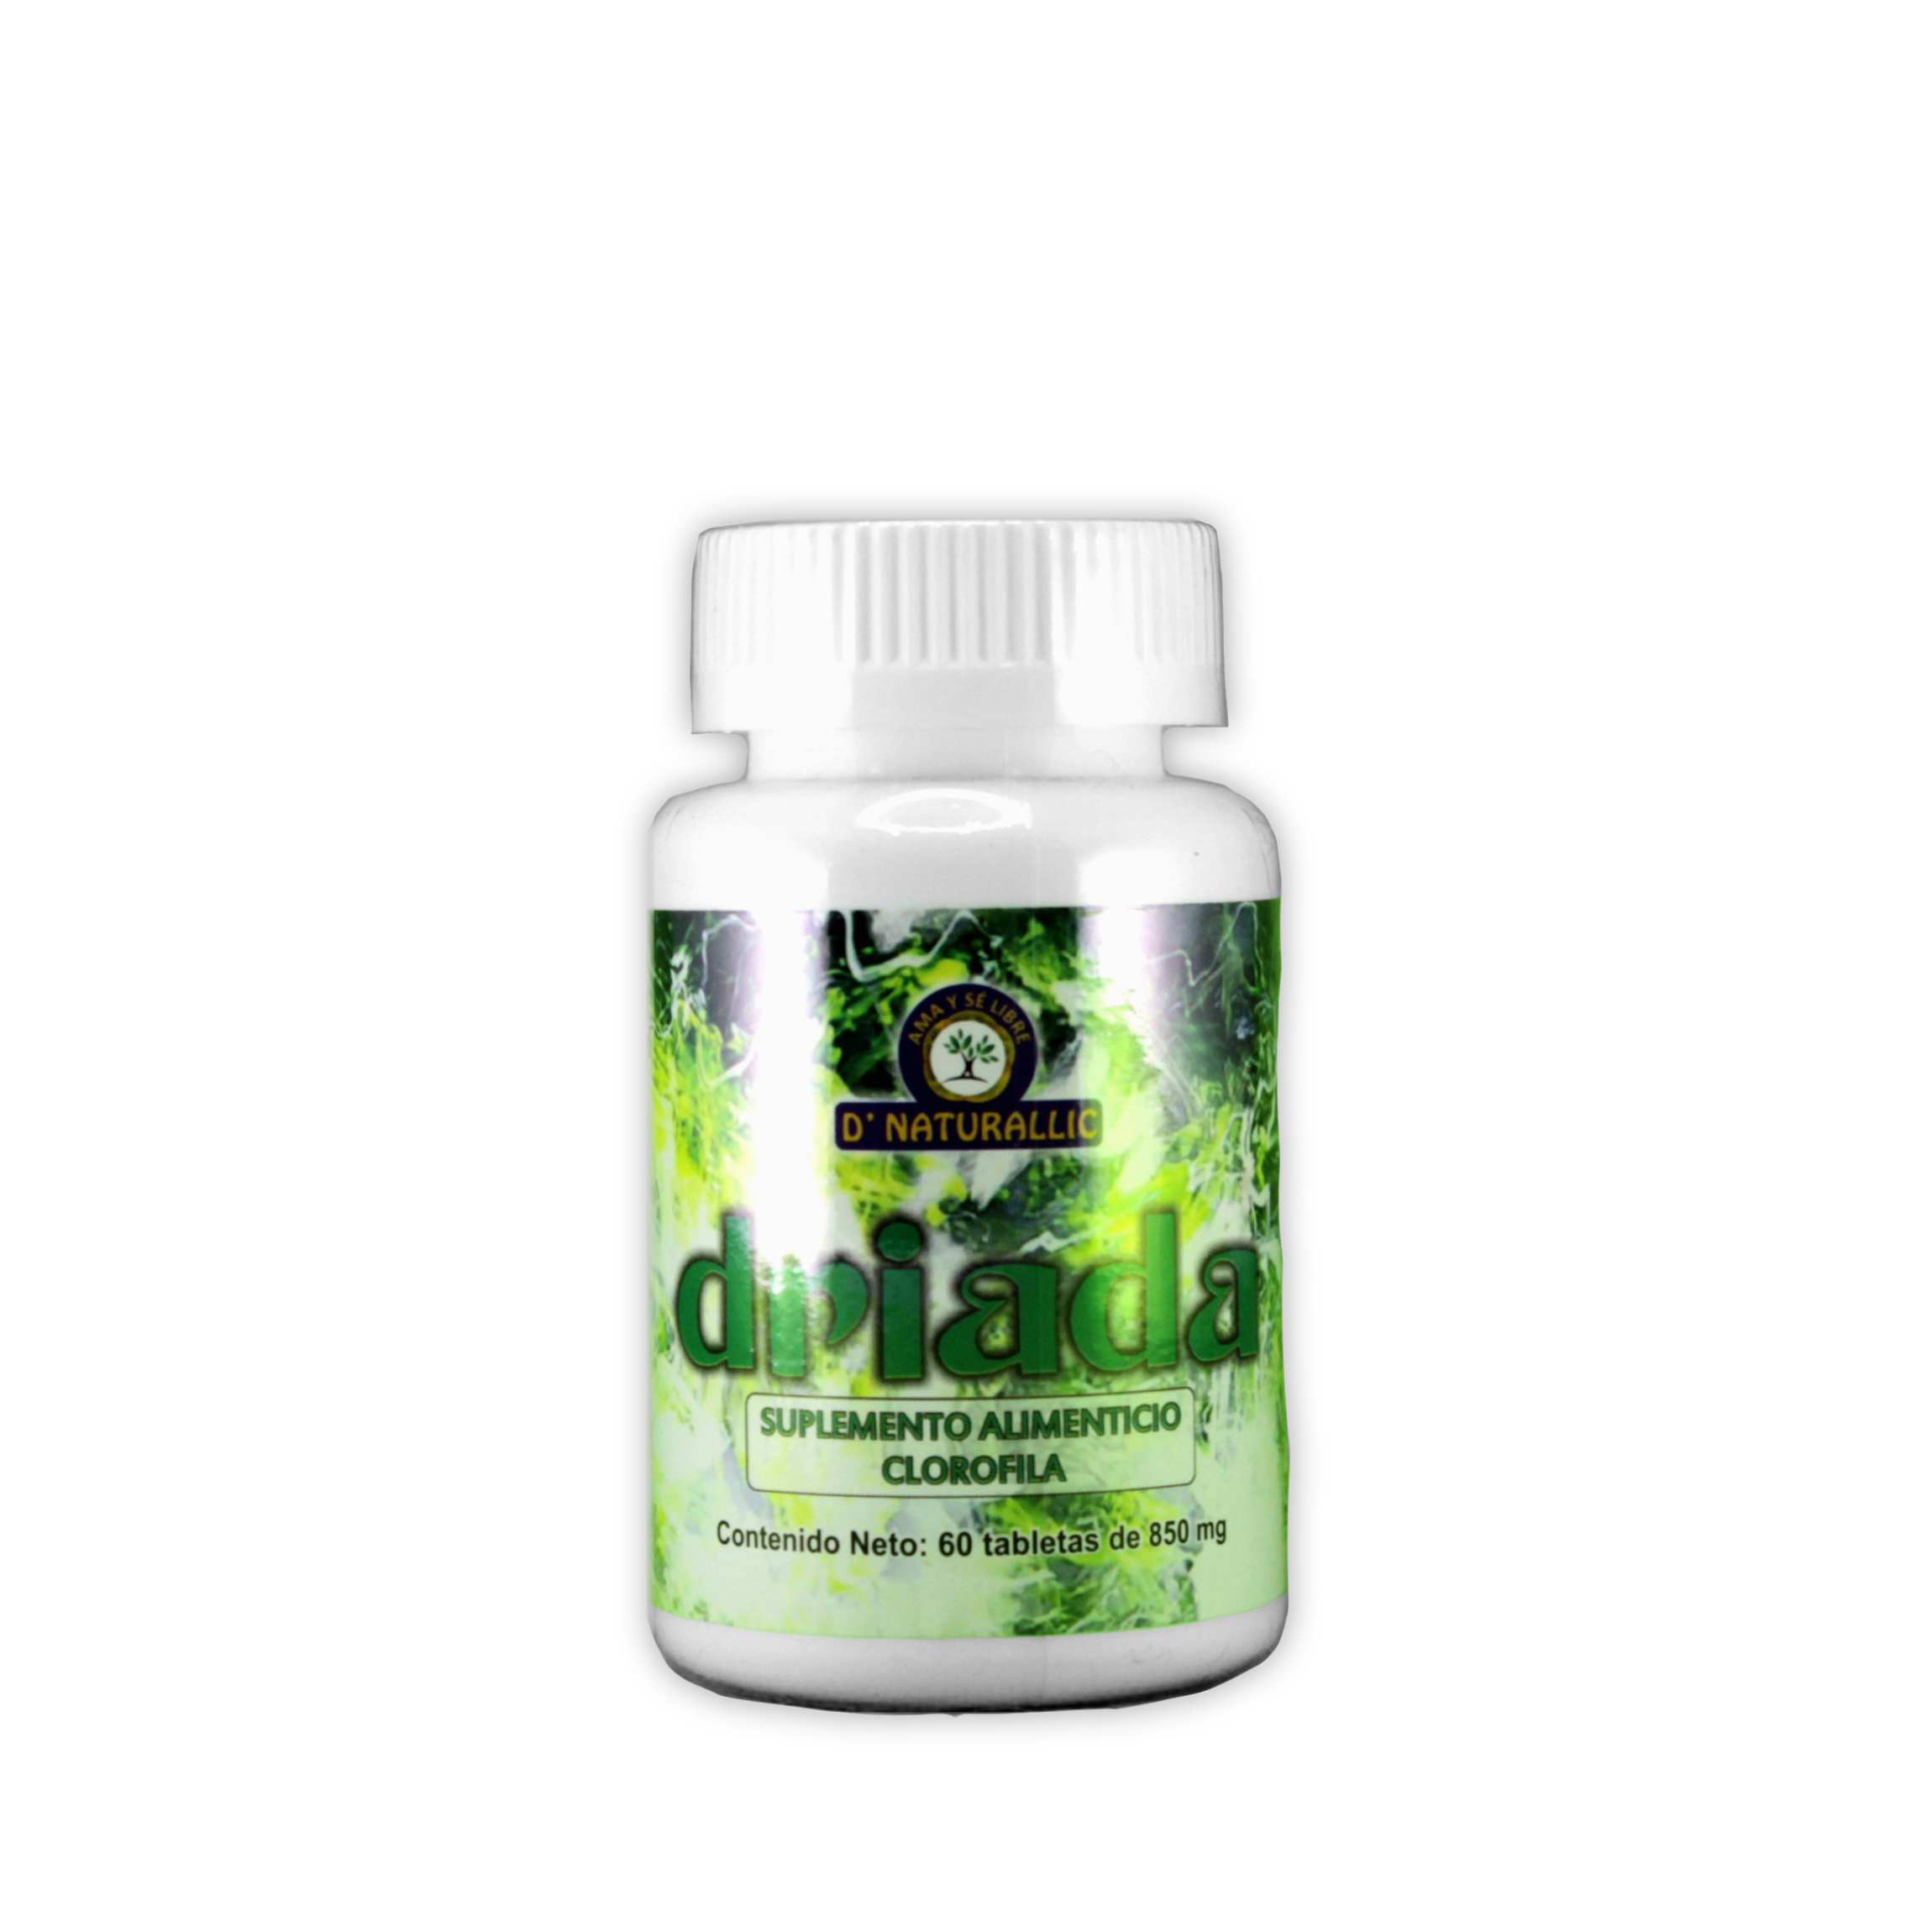 AMA Y SÉ LIBRE
D' NATURALLIC
driada
SUPLEMENTO ALIMENTICIO
CLOROFILA
Contenido Neto: 60 tabletas de 850 mg